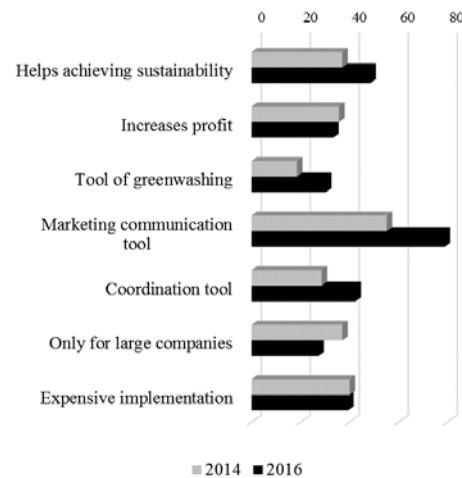 0 20 40 60 80
Helps achieving sustainability
Increases profit
Tool of greenwashing
Marketing communication
tool
Coordination tool
Only for large companies
Expensive implementation
2014 2016